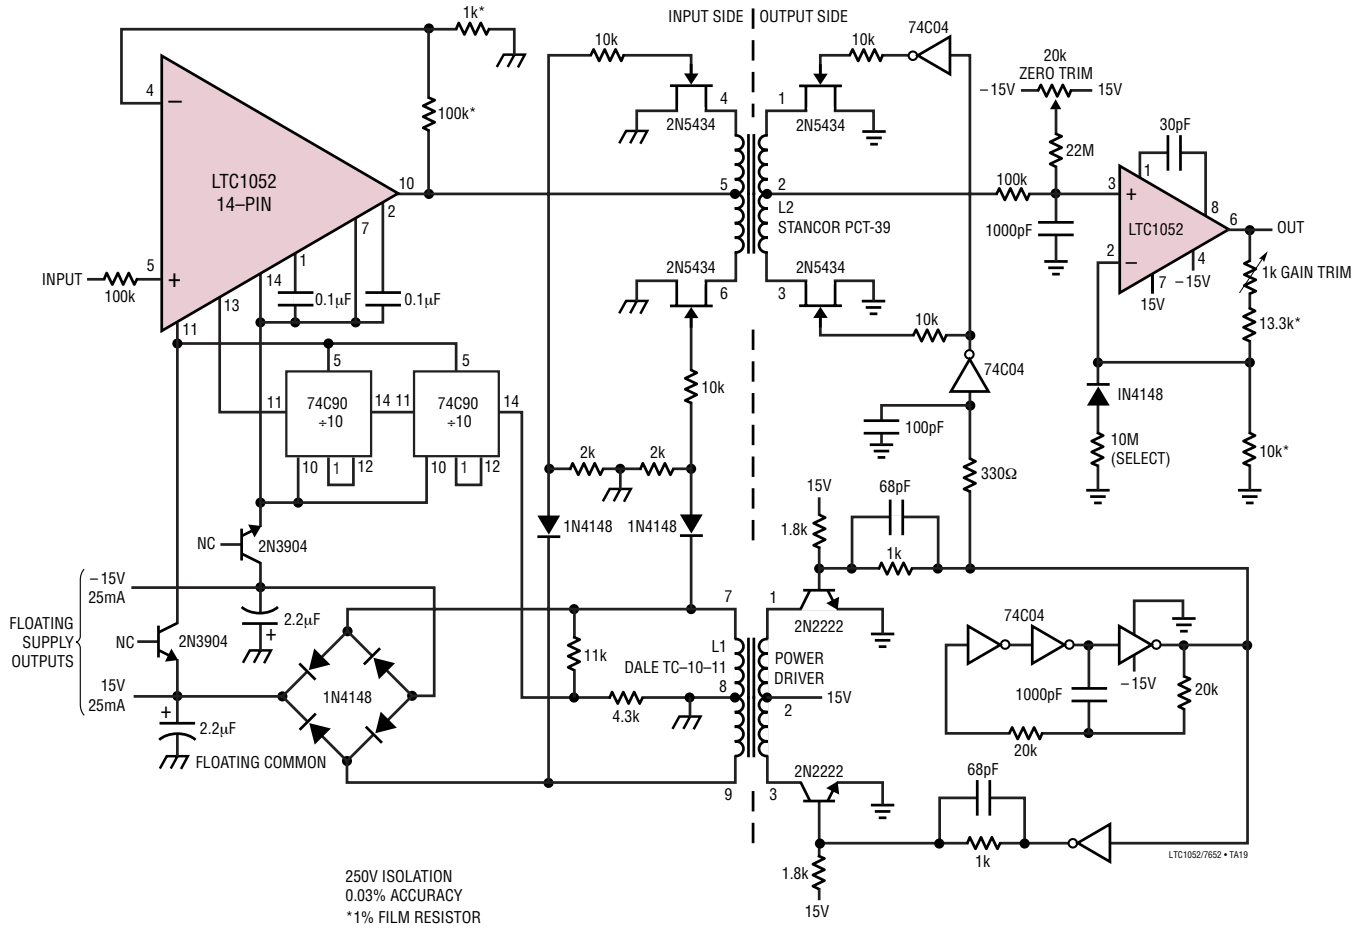 1k*
INPUT SIDE
OUTPUT SIDE
74C04
10k
10k
20k
ZERO TRIM
–15V
15V
4
–
100k*
4
2N5434
1
2N5434
30pF
22M
1
LTC1052
14–PIN
10
2
7
5
2
L2
STANCOR PCT-39
100k
3
+
8
1000pF
LTC1052
6
OUT
2
–
4
–15V
7
15V
1k GAIN TRIM
INPUT
100k
5
+
14
1
0.1µF
0.1µF
13
11
2N5434
6
2N5434
3
10k
13.3k*
5
5
10k
74C04
11
74C90
÷10
14
11
74C90
÷10
14
10
1
12
10
1
12
100pF
IN4148
10M
(SELECT)
10k*
2k
2k
330Ω
15V
68pF
1.8k
1k
1N4148
1N4148
NC
2N3904
–15V
25mA
2.2µF
+
FLOATING
SUPPLY
OUTPUTS
NC
2N3904
15V
25mA
+
2.2µF
FLOATING COMMON
1N4148
11k
4.3k
7
L1
DALE TC–10–11
8
9
1
2N2222
POWER
DRIVER
15V
2
3
2N2222
74C04
–15V
1000pF
20k
20k
68pF
1k
1.8k
15V
LTC1052/7652 • TA19
250V ISOLATION
0.03% ACCURACY
*1% FILM RESISTOR